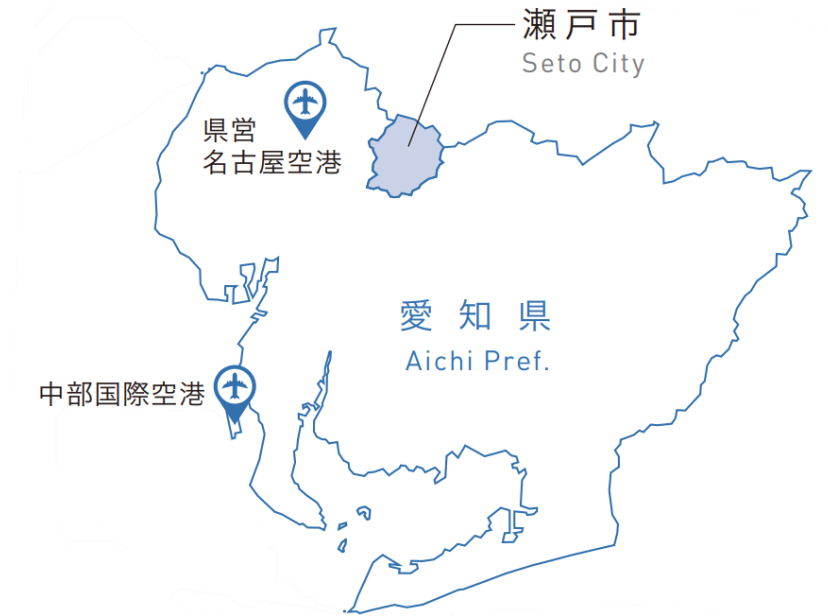 瀬戸市
Seto City
県営
名古屋空港
愛知県
Aichi Pref.
中部国際空港